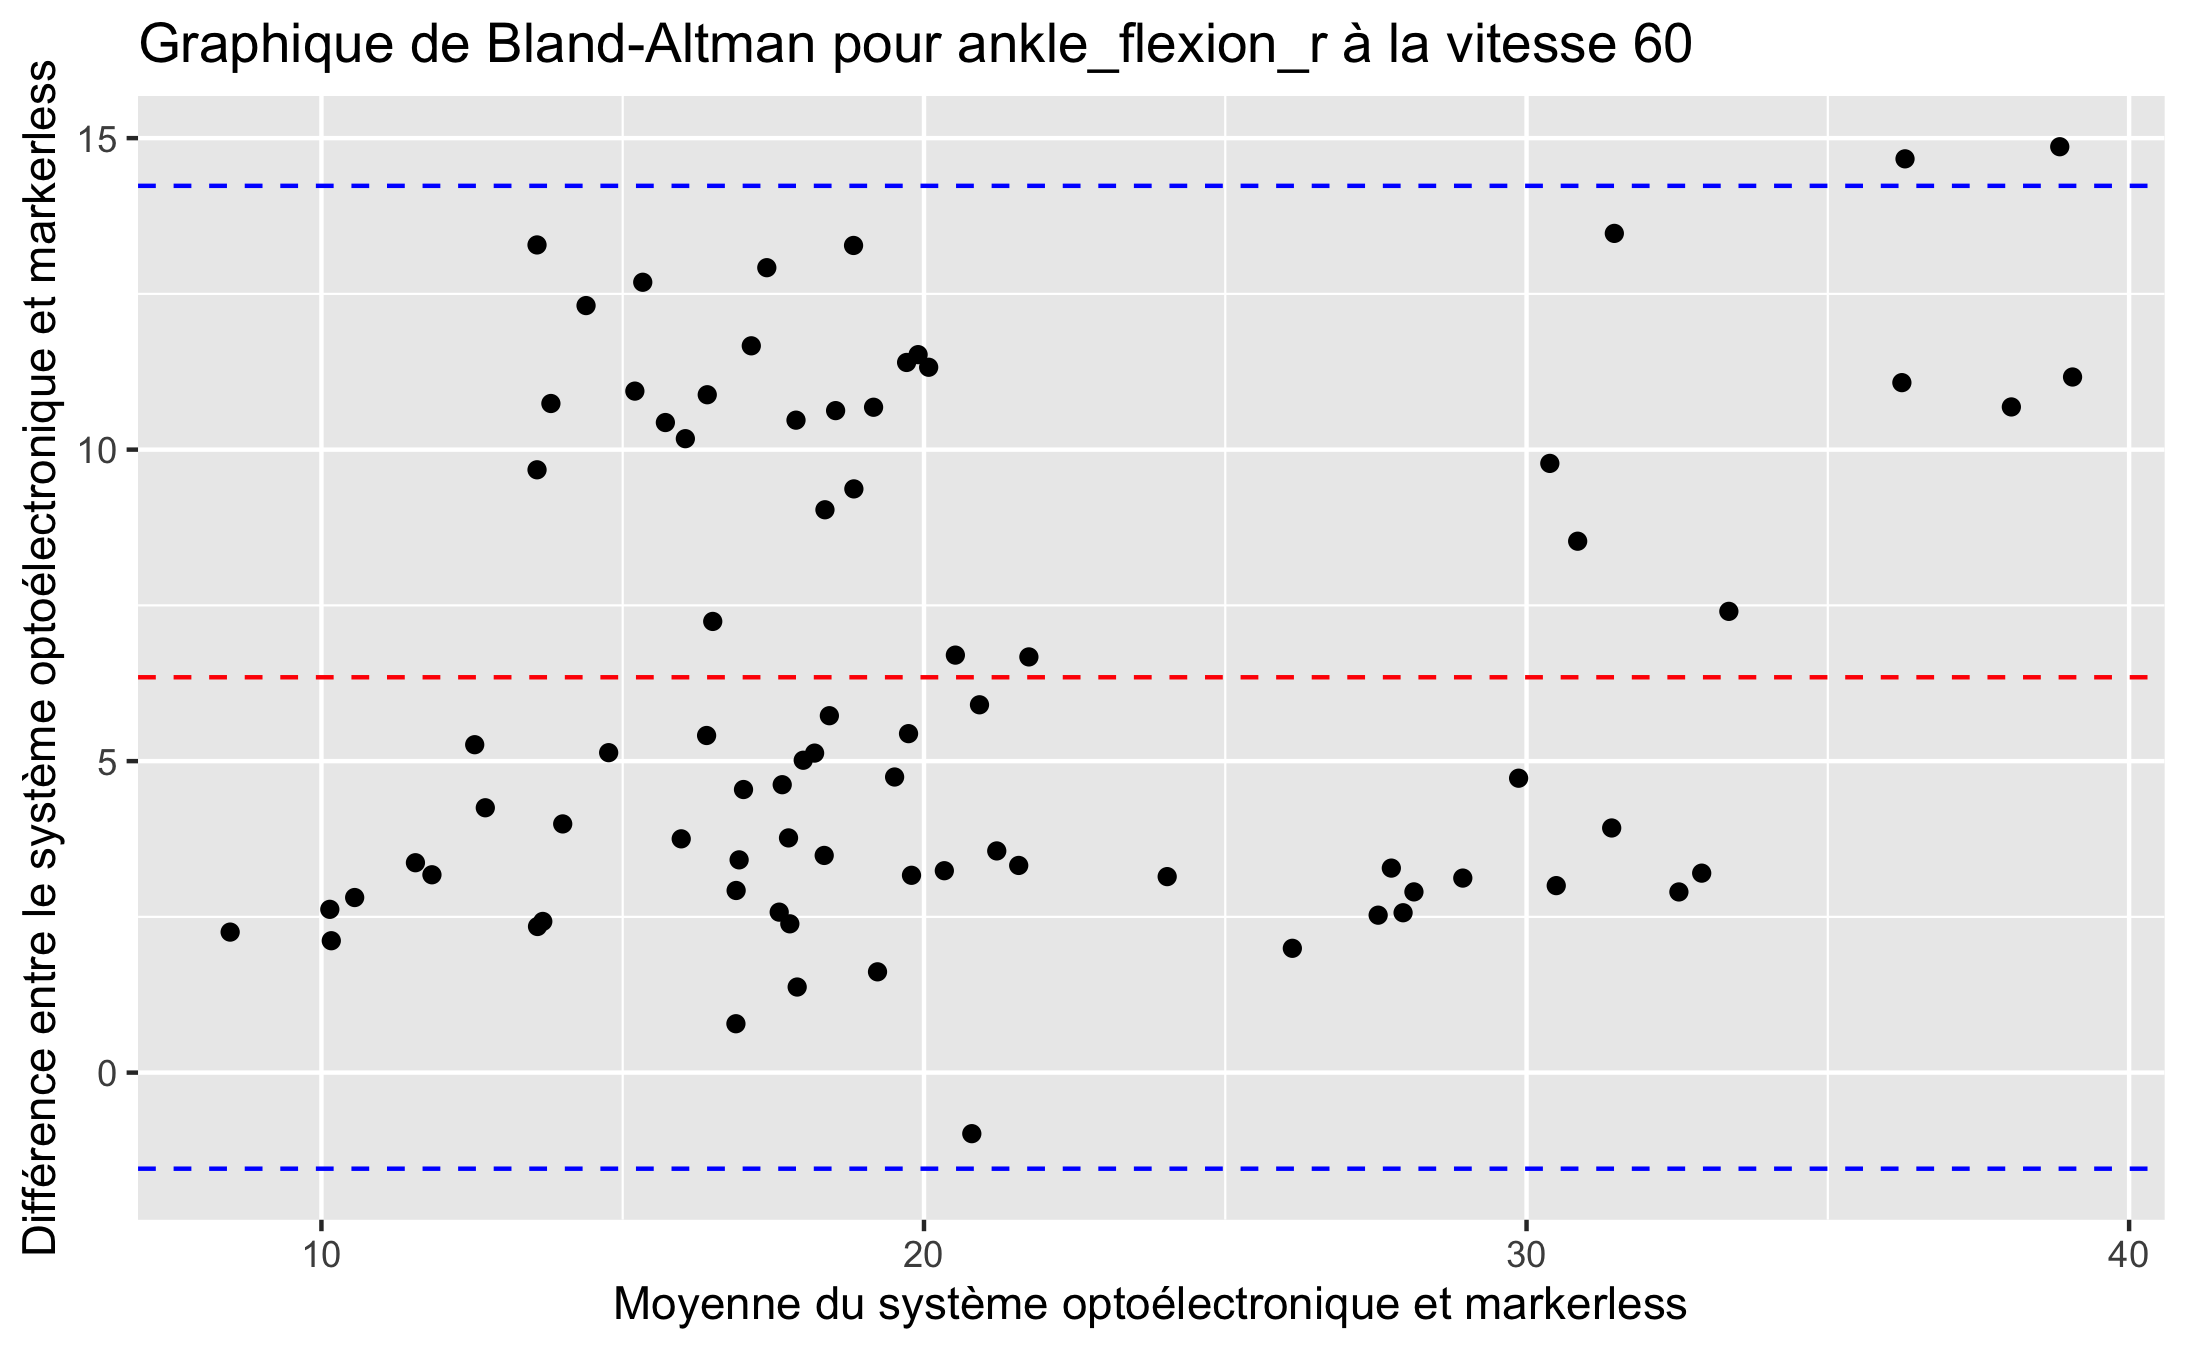 Graphique de Bland-Altman pour ankle_flexion_r à la vitesse 60
Différence entre le système optoélectronique et markerless
15
10
5
0
10
20
30
40
Moyenne du système optoélectronique et markerless